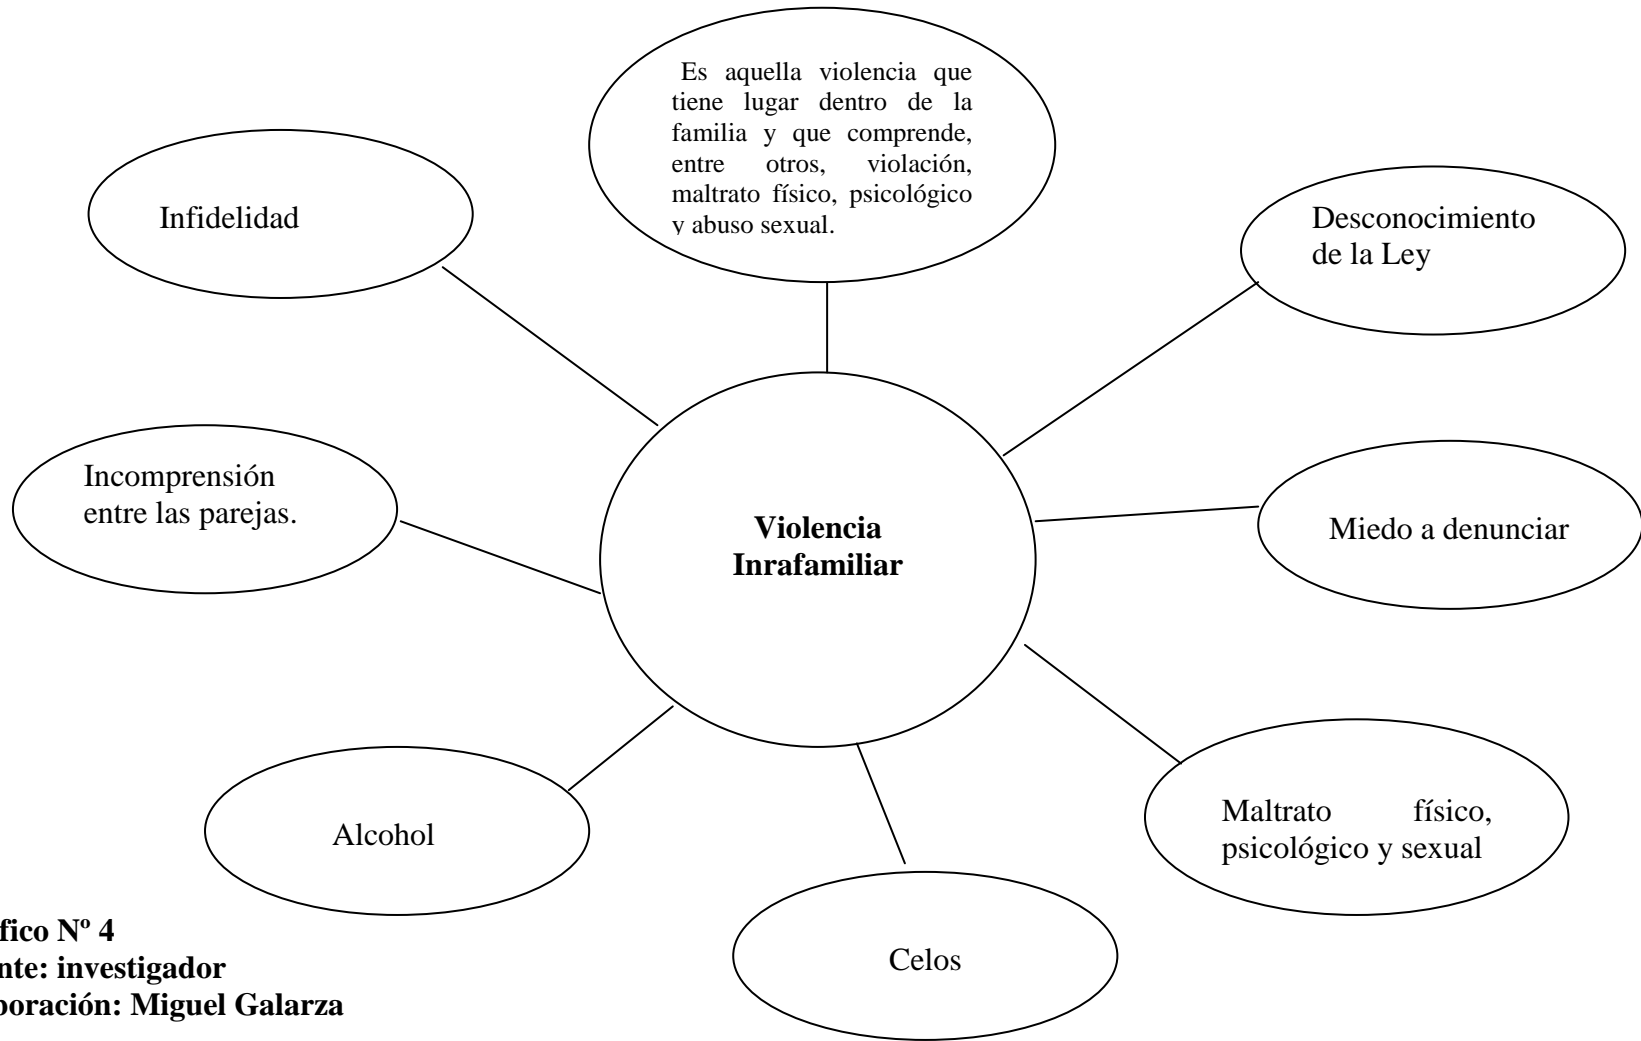 Es aquella violencia que
tiene lugar dentro de la
familia y que comprende,
entre otros, violación,
maltrato físico, psicológico
y abuso sexual.
Infidelidad
Desconocimiento
de la Ley
Incomprensión
entre las parejas.
Violencia
Inrafamiliar
Miedo a denunciar
Maltrato físico,
psicológico y sexual
Alcohol
Celos
fico Nº 4
nte: investigador
boración: Miguel Galarza